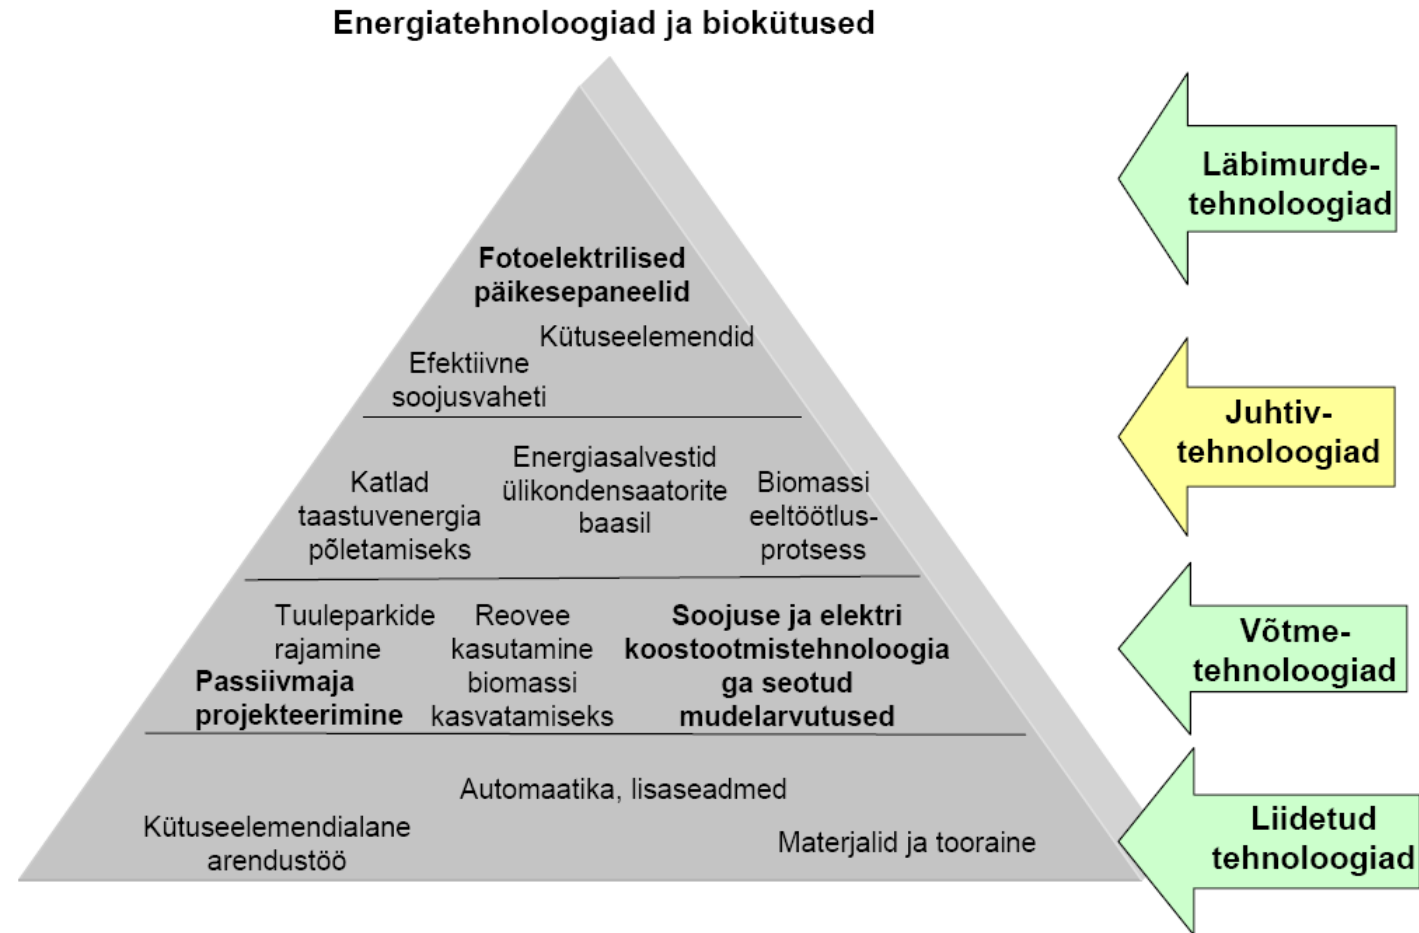 Energiatehnoloogiad ja biokütused
Läbimurde-
tehnoloogiad
Fotoelektrilised
päikesepaneelid
Kütuseelemendid
Efektiivne
soojusvaheti
Juhtiv-
tehnoloogiad
Energiasalvestid
ülikondensaatorite
baasil
Katlad
taastuvenergia
põletamiseks
Biomassi
eeltöötlus-
protsess
Tuuleparkide
rajamine
Passiivmaja
projekteerimine
Reovee
kasutamine
biomassi
kasvatamiseks
Soojuse ja elektri
koostootmistehnoloogia
ga seotud
mudelarvutused
Võtme-
tehnoloogiad
Automaatika, lisaseadmed
Kütuseelemendialane
arendustöö
Materjalid ja tooraine
Liidetud
tehnoloogiad